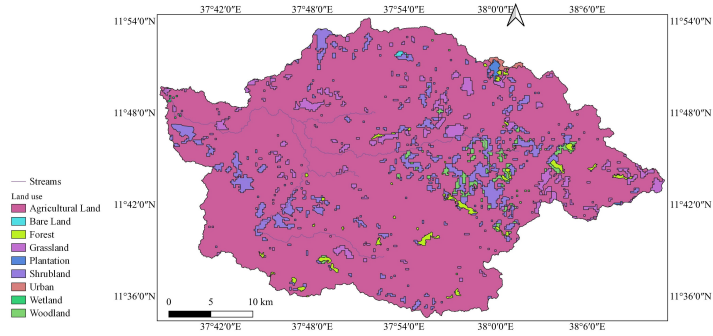 37°42'0"E 37°48'0"E 37°54'0"E 38°0'0"E 38°6'0"E
11°54'0"N 11°54'0"N
11°48'0"N 11°48'0"N
11°42'0"N 11°42'0"N
11°36'0"N 11°36'0"N
Streams
Land use
Agricultural Land
Bare Land
Forest
Grassland
Plantation
Shrubland
Urban
Wetland
Woodland
0 5 10 km
37°42'0"E 37°48'0"E 37°54'0"E 38°0'0"E 38°6'0"E